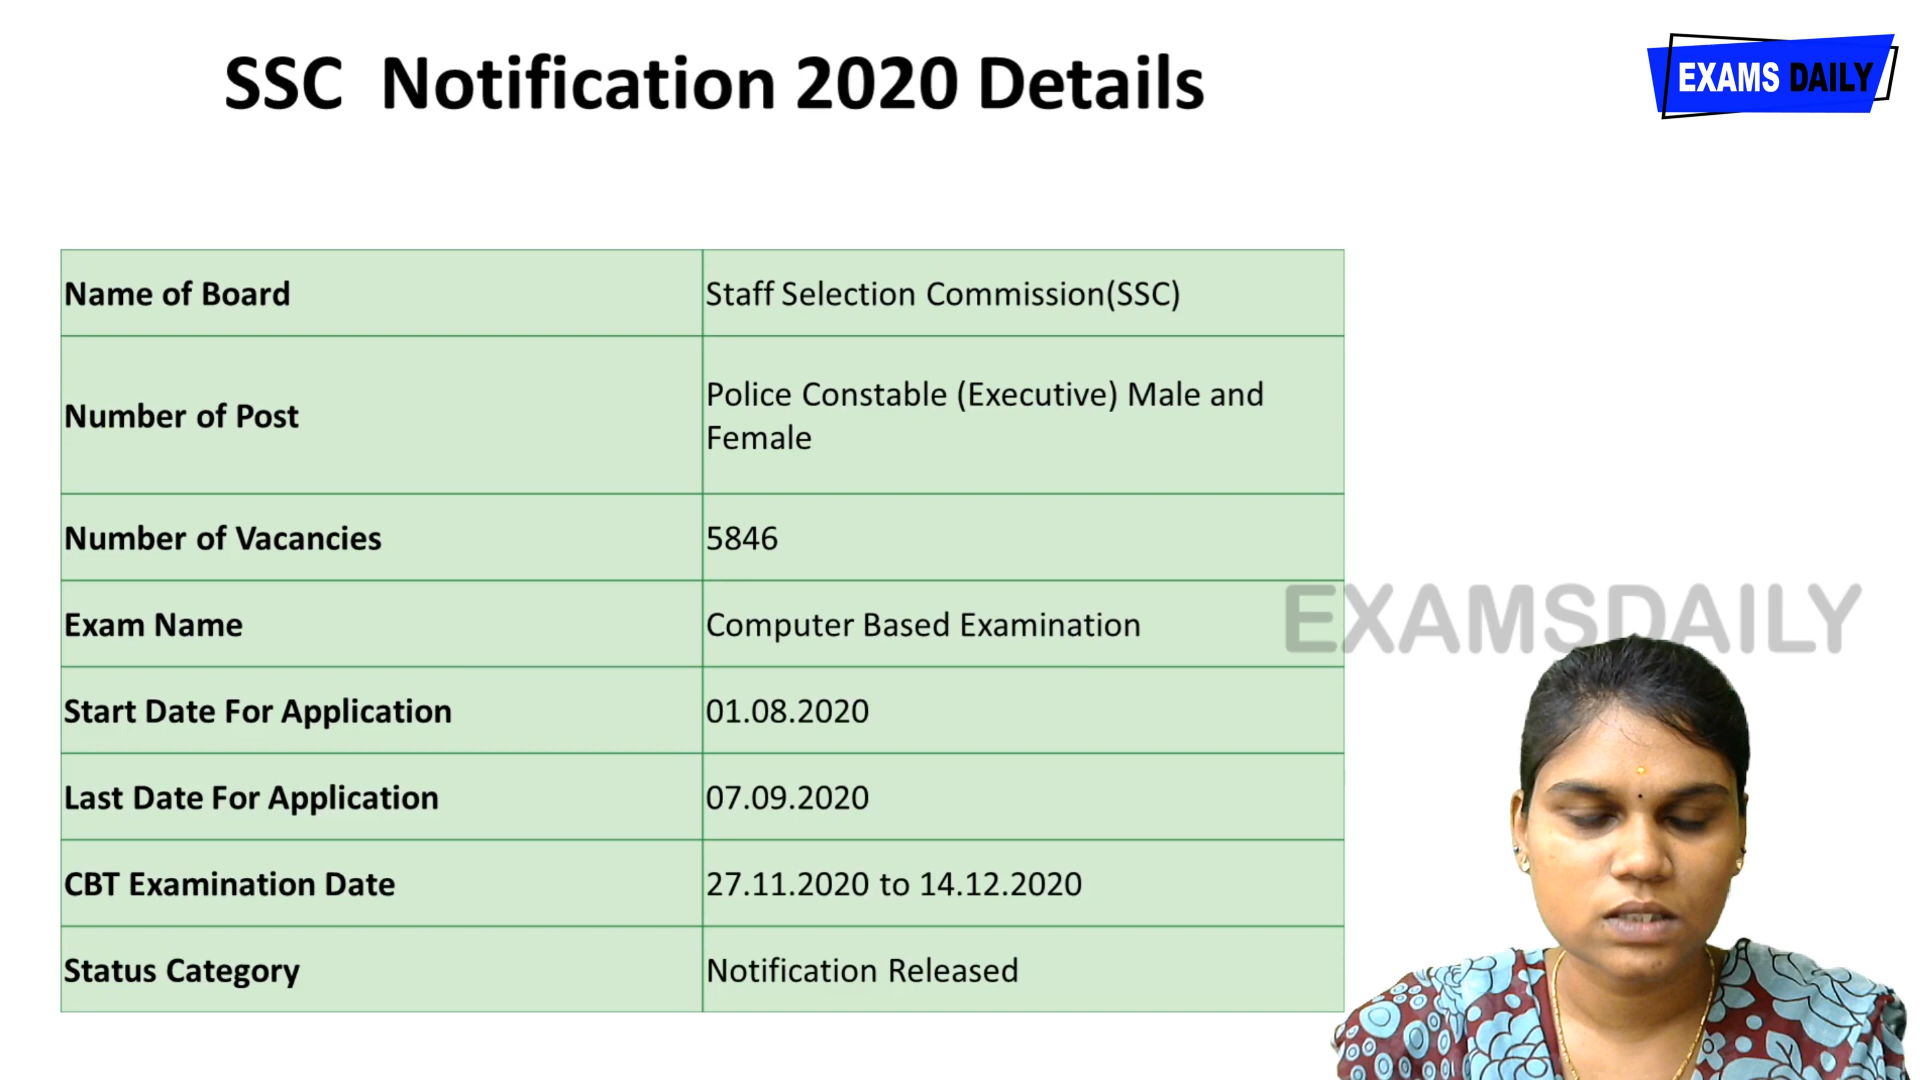 SSC Notification 2020 Details
EXAMS DAILY
Name of Board
Staff Selection Commission(SSC)
Number of Post
Police Constable (Executive) Male and
Female
Number of Vacancies
5846
Exam Name
Computer Based Examination
EXAMSDAILY
Start Date For Application
01.08.2020
Last Date For Application
07.09.2020
CBT Examination Date
27.11.2020 to 14.12.2020
Status Category
Notification Released